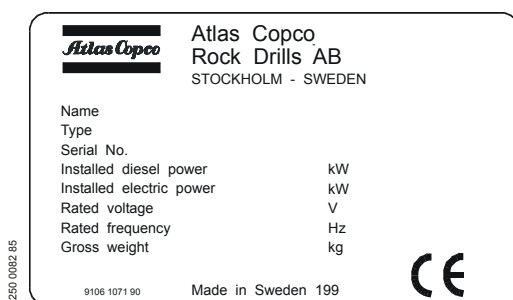 Atlas Copco
Atlas Copco
Rock Drills AB
STOCKHOLM - SWEDEN
Name
Type
Serial No.
Installed diesel power kW
Installed electric power kW
Rated voltage V
Rated frequency Hz
Gross weight kg
250 0082 85
9106 1071 90
Made in Sweden 199
CE